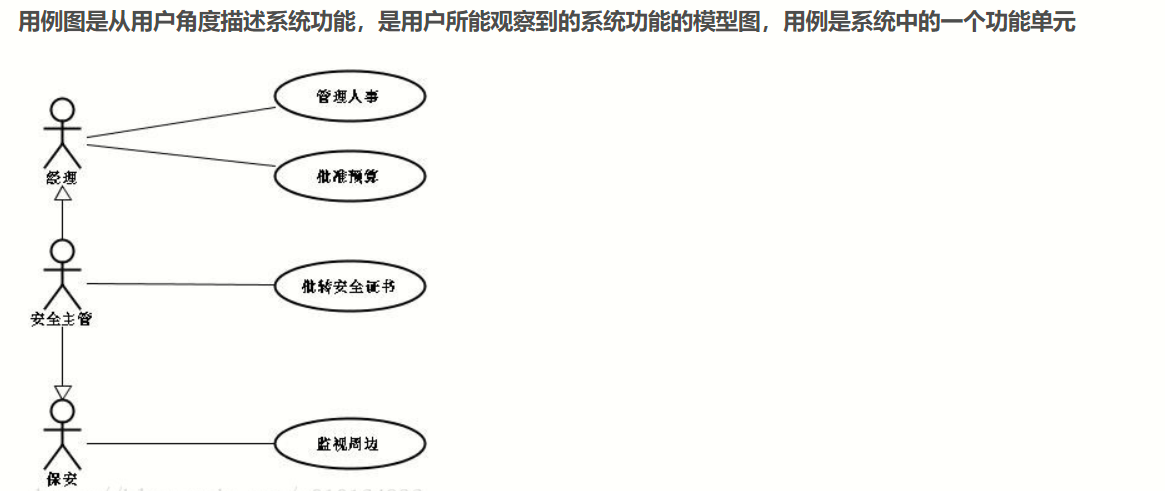 用例图是从用户角度描述系统功能，是用户所能观察到的系统功能的模型图，用例是系统中的一个功能单元
管理人事
批准预算
经理
批转安全证书
安全主管
监视周边
保安